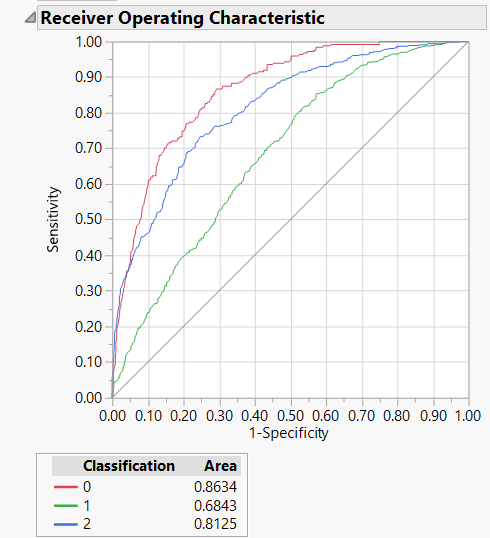 Receiver Operating Characteristic
1.00
0.90
0.80
0.70
0.60
0.50
0.40
0.30
0.20
0.10
0.00
Sensitivity
0.00 0.10 0.20 0.30 0.40 0.50 0.60 0.70 0.80 0.90 1.00
1-Specificity
Classification Area
0 0.8634
1 0.6843
2 0.8125